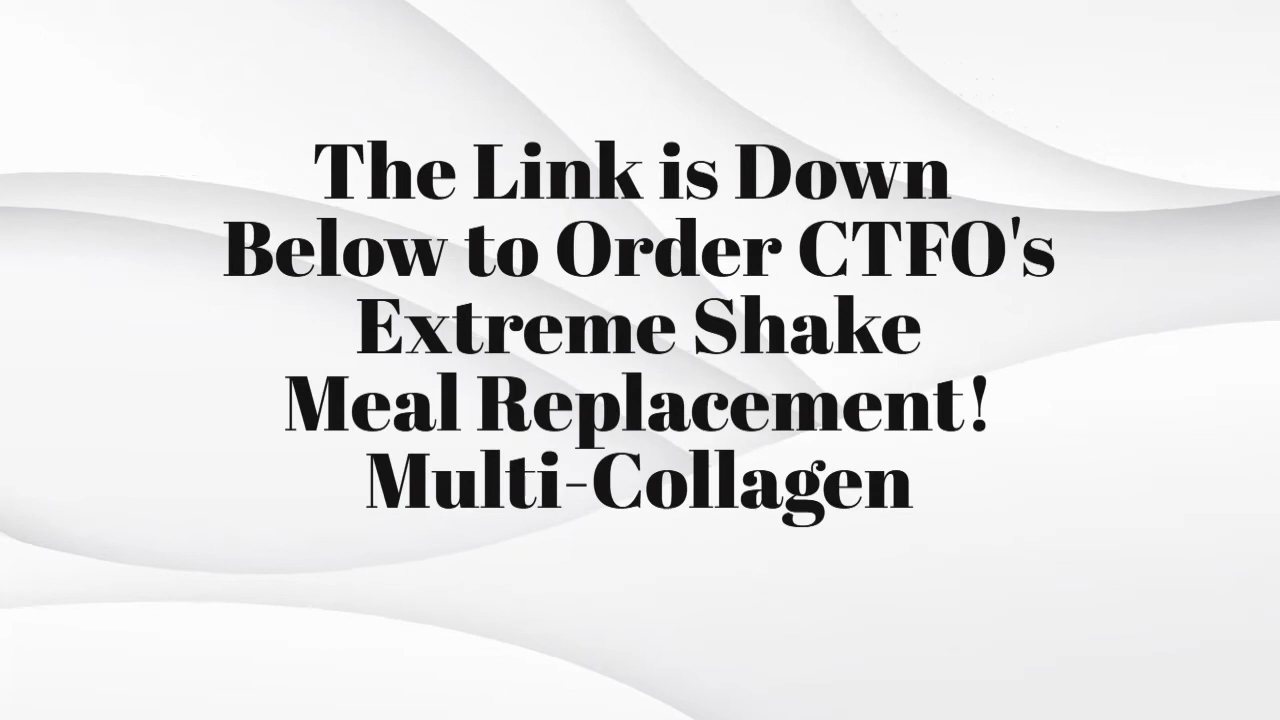 The Link is Down
Below to Order CTFO's
Extreme Shake
Meal Replacement!
Multi-Collagen